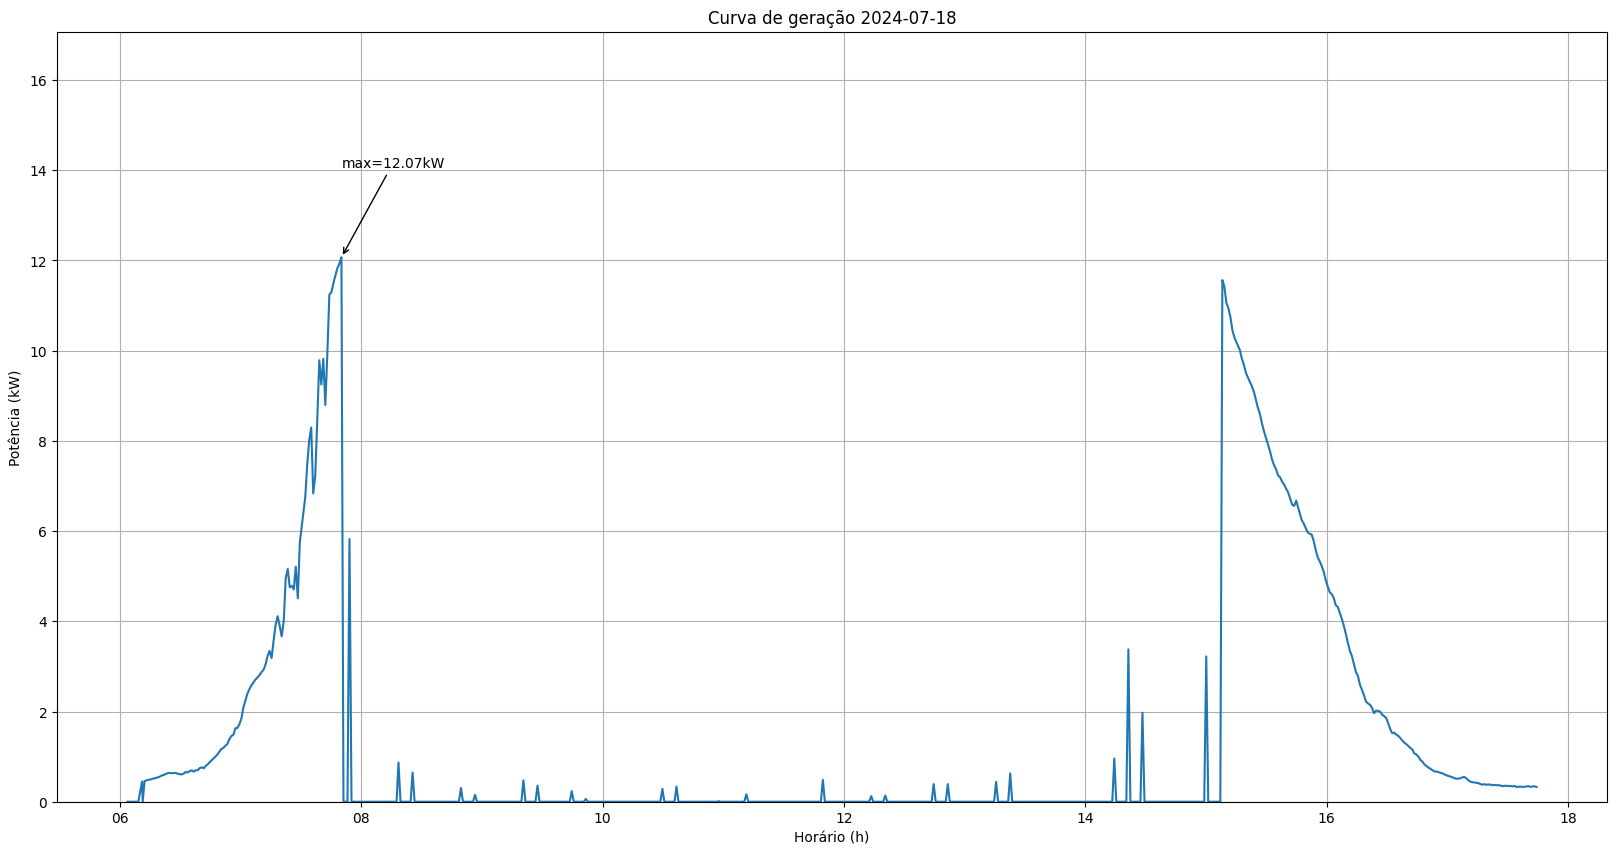 Curva de geração 2024-07-18
16
14
12
10
8
6
4
2
0
Potência (kW)
max=12.07kW
06 08 10 12 14 16 18
Horário (h)